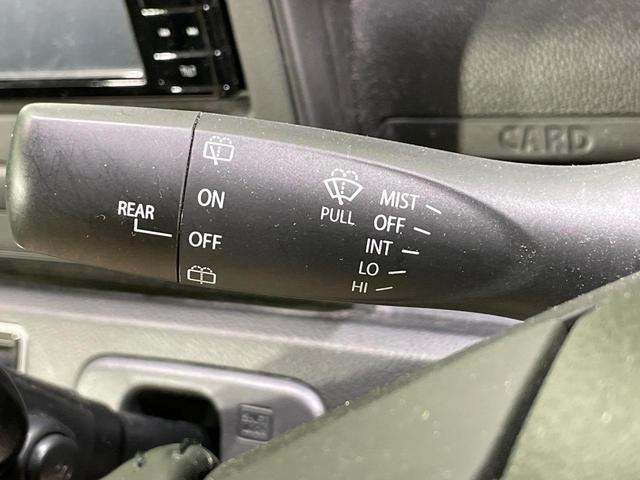 REAR
ON
OFF
PULL
MIST
OFF
INT
LO
HI
CARD